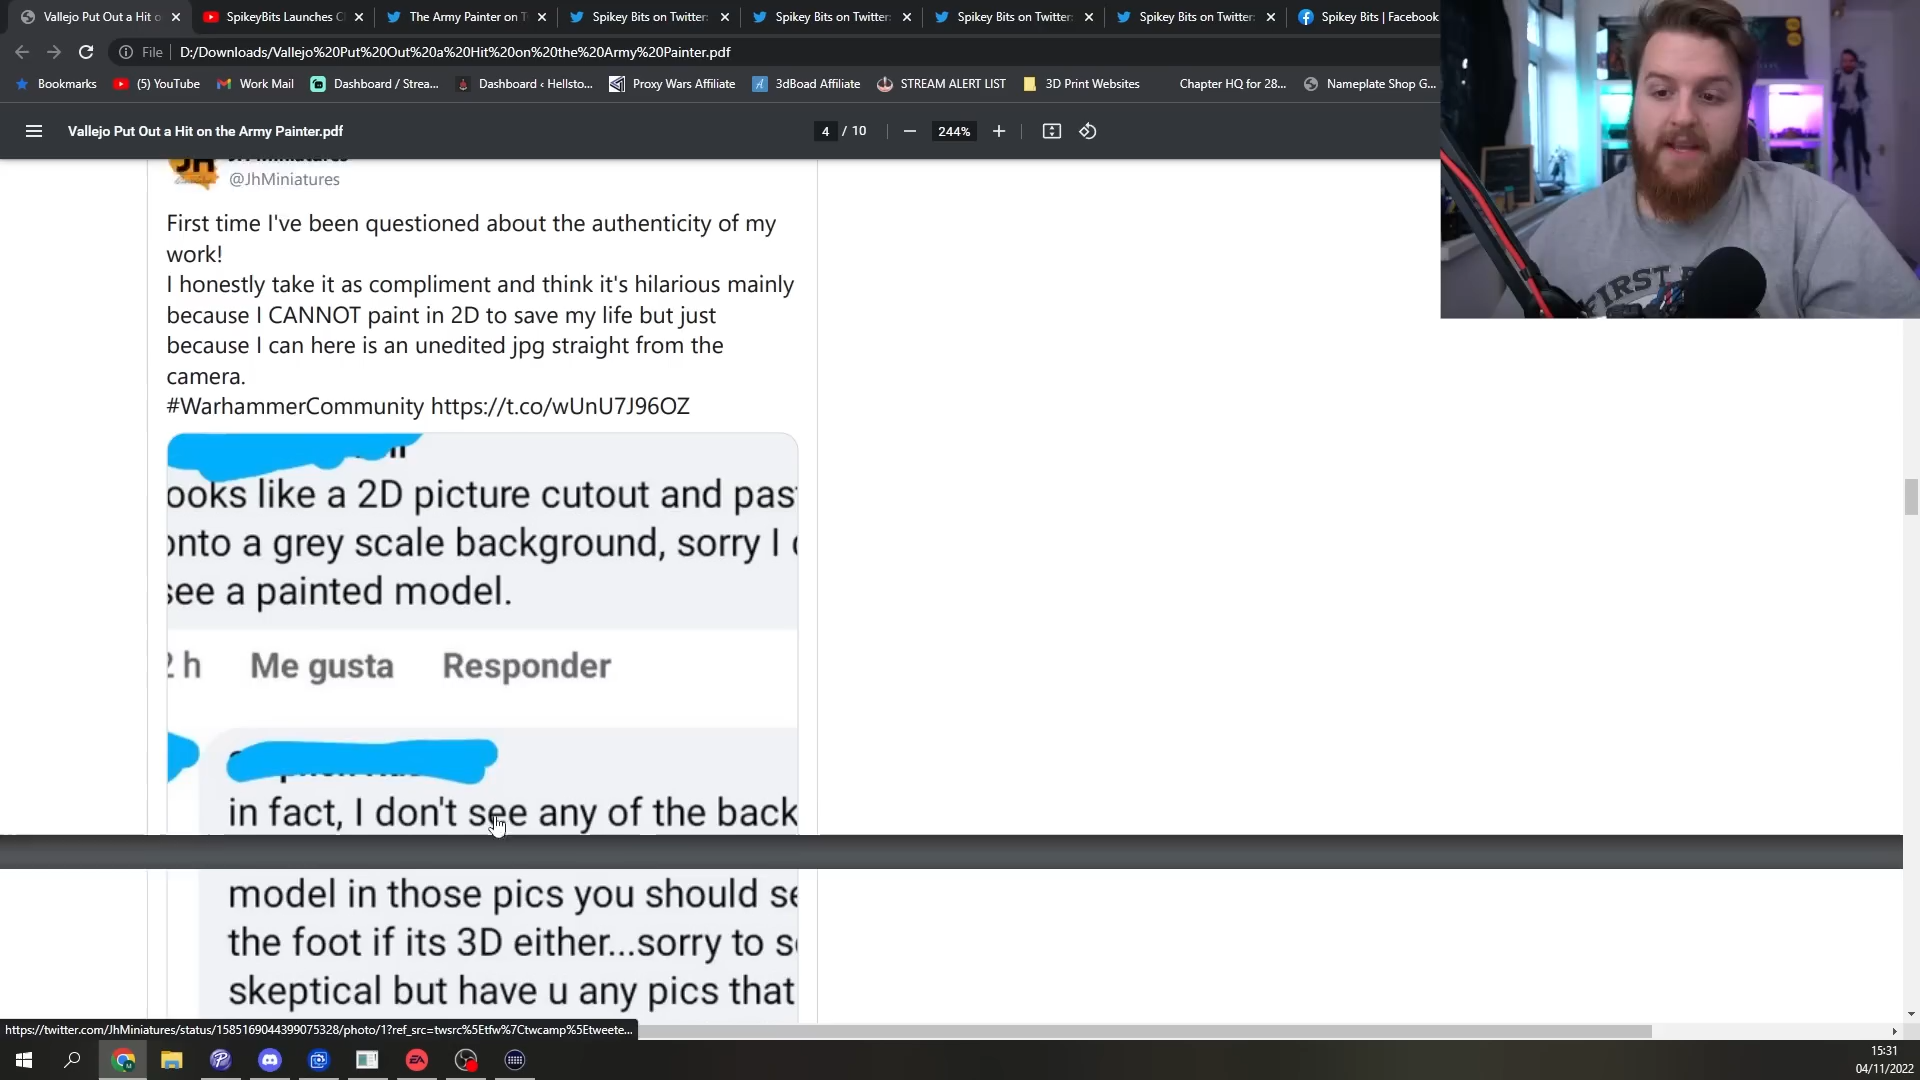 Vallejo Put Out a Hit o
SpikeyBits Launches C
The Army Painter on T
Spikey Bits on Twitter:
Spikey Bits on Twitter:
Spikey Bits on Twitter:
Spikey Bits on Twitter:
Spikey Bits | Facebook
File
D:/Downloads/Vallejo%20Put%20Out%20a%20Hit%20on%20the%20Army%20Painter.pdf
Bookmarks
(5) YouTube
Work Mail
Dashboard / Strea...
Dashboard ‹ Hellsto...
Proxy Wars Affiliate
3dBoad Affiliate
STREAM ALERT LIST
3D Print Websites
Chapter HQ for 28...
Nameplate Shop G...
Vallejo Put Out a Hit on the Army Painter.pdf
4 / 10
244%
@JhMiniatures
First time I've been questioned about the authenticity of my
work!
I honestly take it as compliment and think it's hilarious mainly
because I CANNOT paint in 2D to save my life but just
because I can here is an unedited jpg straight from the
camera.
#WarhammerCommunity https://t.co/wUnU7J96OZ
ooks like a 2D picture cutout and pas
onto a grey scale background, sorry I
see a painted model.
2 h Me gusta Responder
in fact, I don't see any of the back
model in those pics you should se
the foot if its 3D either...sorry to s
skeptical but have u any pics that
https://twitter.com/JhMiniatures/status/1585169044399075328/photo/1?ref_src=twsrc%5Etfw%7Ctwcamp%5Etweete...
FIRST
EA
15:31
04/11/2022